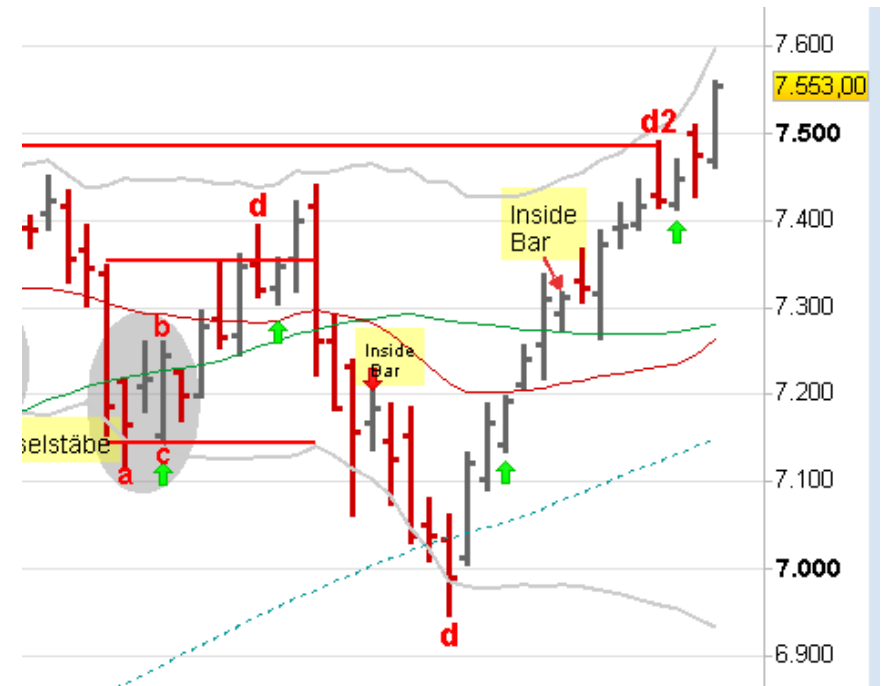 7.600
7.553,00
d2
7.500
d
Inside
Bar
7.400
7.300
b
Inside
Bar
7.200
selstäbe
c
a
7.100
7.000
d
6.900